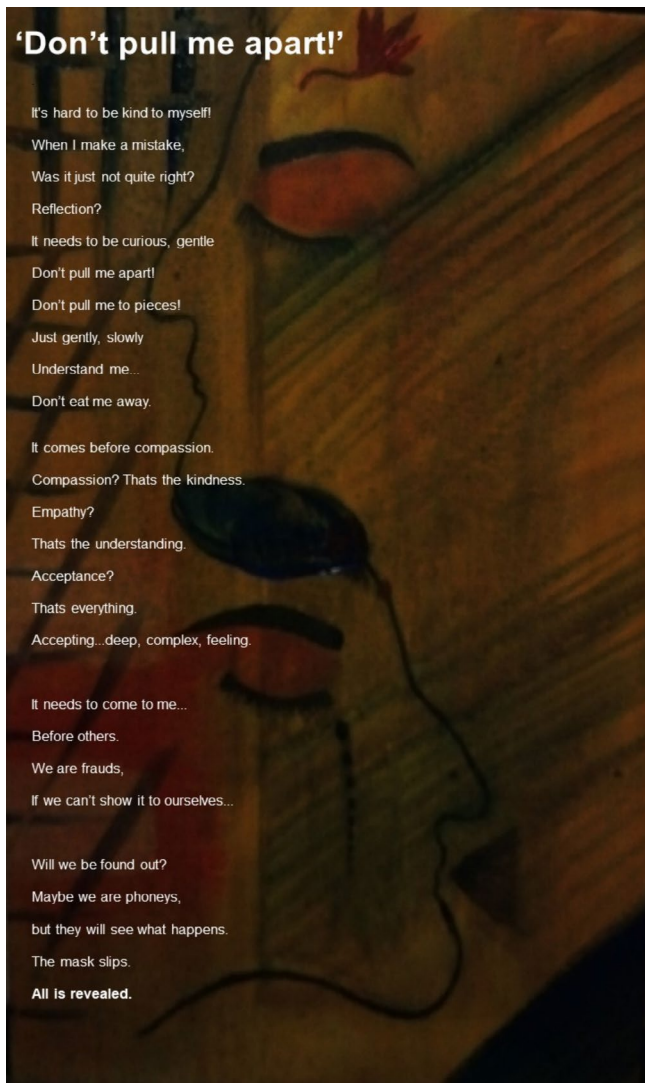 ‘Don’t pull me apart!’
It's hard to be kind to myself!
When I make a mistake,
Was it just not quite right?
Reflection?
It needs to be curious, gentle
Don’t pull me apart!
Don’t pull me to pieces!
Just gently, slowly
Understand me...
Don’t eat me away.
It comes before compassion.
Compassion? Thats the kindness.
Empathy?
Thats the understanding.
Acceptance?
Thats everything.
Accepting...deep, complex, feeling.
It needs to come to me...
Before others.
We are frauds,
If we can’t show it to ourselves...
Will we be found out?
Maybe we are phoneys,
but they will see what happens.
The mask slips.
All is revealed.